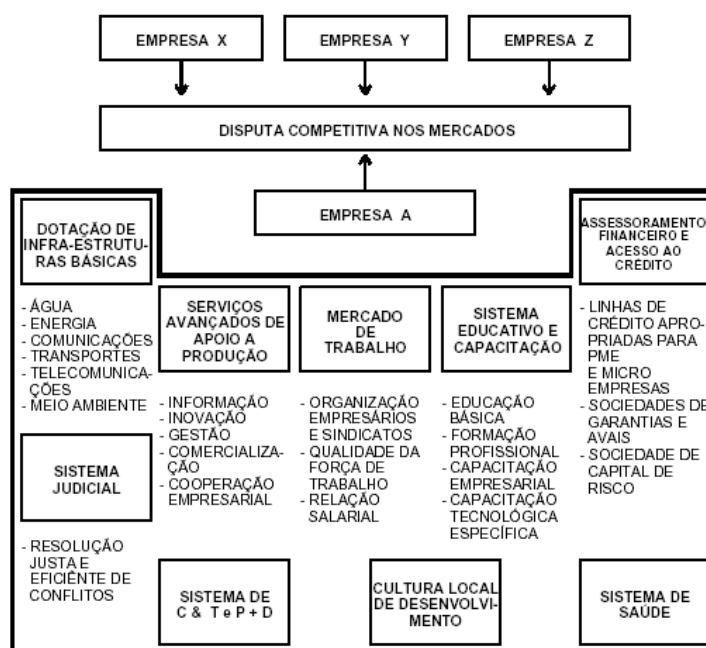 EMPRESA X
EMPRESA Y
EMPRESA Z
DISPUTA COMPETITIVA NOS MERCADOS
EMPRESA A
DOTAÇÃO DE
INFRA-ESTRUTU-
RAS BÁSICAS
- ÁGUA
- ENERGIA
- COMUNICAÇÕES
- TRANSPORTES
- TELECOMUNICA-
ÇÕES
- MEIO AMBIENTE
SISTEMA
JUDICIAL
- RESOLUÇÃO
JUSTA E
EFICIÊNTE DE
CONFLITOS
SERVIÇOS
AVANÇADOS DE
APOIO A
PRODUÇÃO
- INFORMAÇÃO
- INOVAÇÃO
- GESTÃO
- COMERCIALIZA-
ÇÃO
- COOPERAÇÃO
EMPRESARIAL
SISTEMA DE
C & T e P + D
MERCADO
DE
TRABALHO
- ORGANIZAÇÃO
EMPRESÁRIOS
E SINDICATOS
- QUALIDADE DA
FORÇA DE
TRABALHO
- RELAÇÃO
SALARIAL
CULTURA LOCAL
DE DESENVOLVI-
MENTO
SISTEMA
EDUCATIVO E
CAPACITAÇÃO
- EDUCAÇÃO
BÁSICA
- FORMAÇÃO
PROFISSIONAL
- CAPACITAÇÃO
EMPRESARIAL
- CAPACITAÇÃO
TECNOLÓGICA
ESPECÍFICA
ASSESSORAMENTO
FINANCEIRO E
ACESSO AO
CRÉDITO
- LINHAS DE
CRÉDITO APRO-
PRIADAS PARA
PME
E MICRO
EMPRESAS
- SOCIEDADES DE
GARANTIAS E
AVAIS
- SOCIEDADE DE
CAPITAL DE
RISCO
SISTEMA DE
SAÚDE